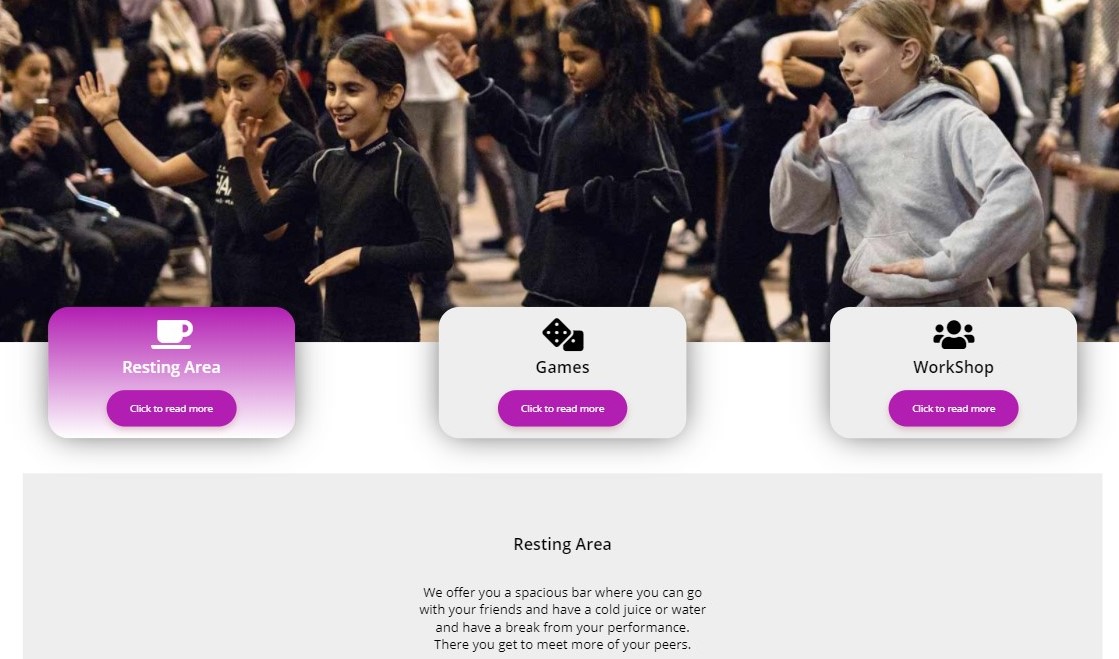 Resting Area
Click to read more
Games
Click to read more
WorkShop
Click to read more
Resting Area
We offer you a spacious bar where you can go
with your friends and have a cold juice or water
and have a break from your performance.
There you get to meet more of your peers.